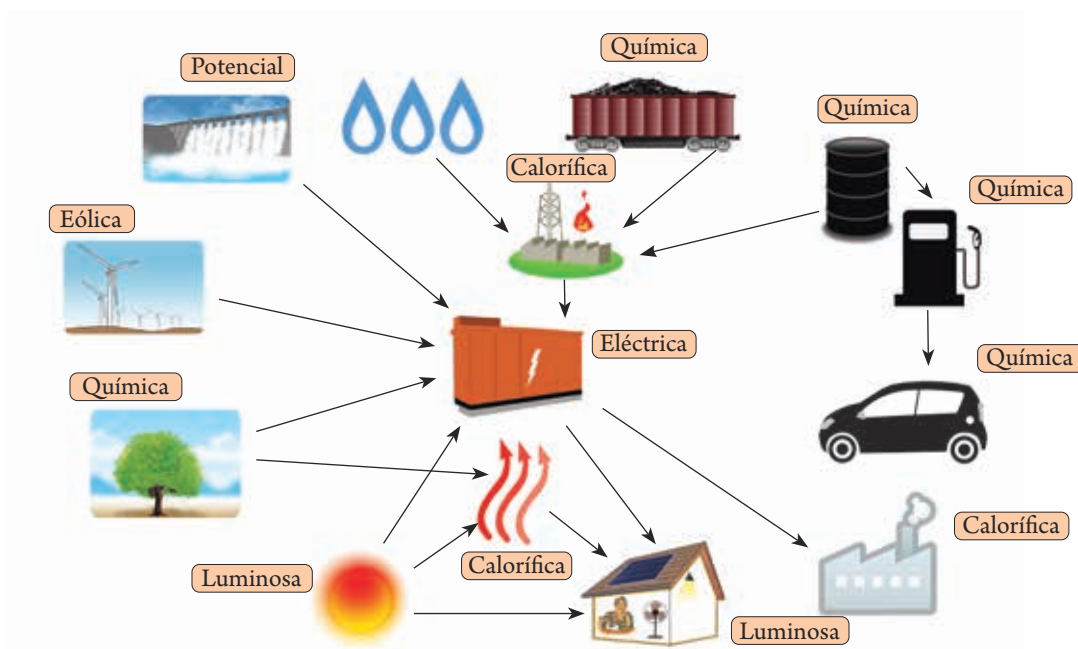 Química
Potencial
Química
Calorífica
Química
Eólica
Eléctrica
Química
Química
Calorífica
Calorífica
Luminosa
Luminosa